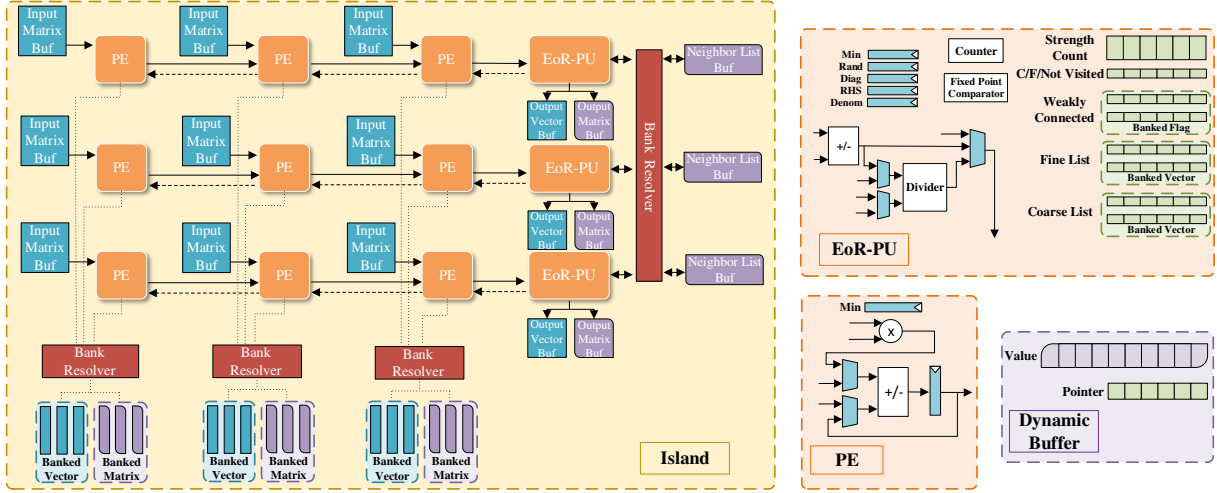 Input
Matrix
Buf
PE
Input
Matrix
Buf
PE
Input
Matrix
Buf
PE
EoR-PU
Neighbor List
Buf
Output
Vector
Buf
Output
Matrix
Buf
Input
Matrix
Buf
PE
Input
Matrix
Buf
PE
Input
Matrix
Buf
PE
EoR-PU
Bank Resolver
Neighbor List
Buf
Output
Vector
Buf
Output
Matrix
Buf
Input
Matrix
Buf
PE
Input
Matrix
Buf
PE
Input
Matrix
Buf
PE
EoR-PU
Neighbor List
Buf
Output
Vector
Buf
Output
Matrix
Buf
Bank
Resolver
Bank
Resolver
Bank
Resolver
Banked
Vector
Banked
Matrix
Banked
Vector
Banked
Matrix
Banked
Vector
Banked
Matrix
Island
Min
Rand
Diag
RHS
Denom
Counter
Fixed Point
Comparator
Strength
Count
C/F/Not Visited
Weakly
Connected
Banked Flag
Fine List
Banked Vector
Coarse List
Banked Vector
+/-
Divider
EoR-PU
Min
x
+/-
PE
Value
Pointer
Dynamic
Buffer